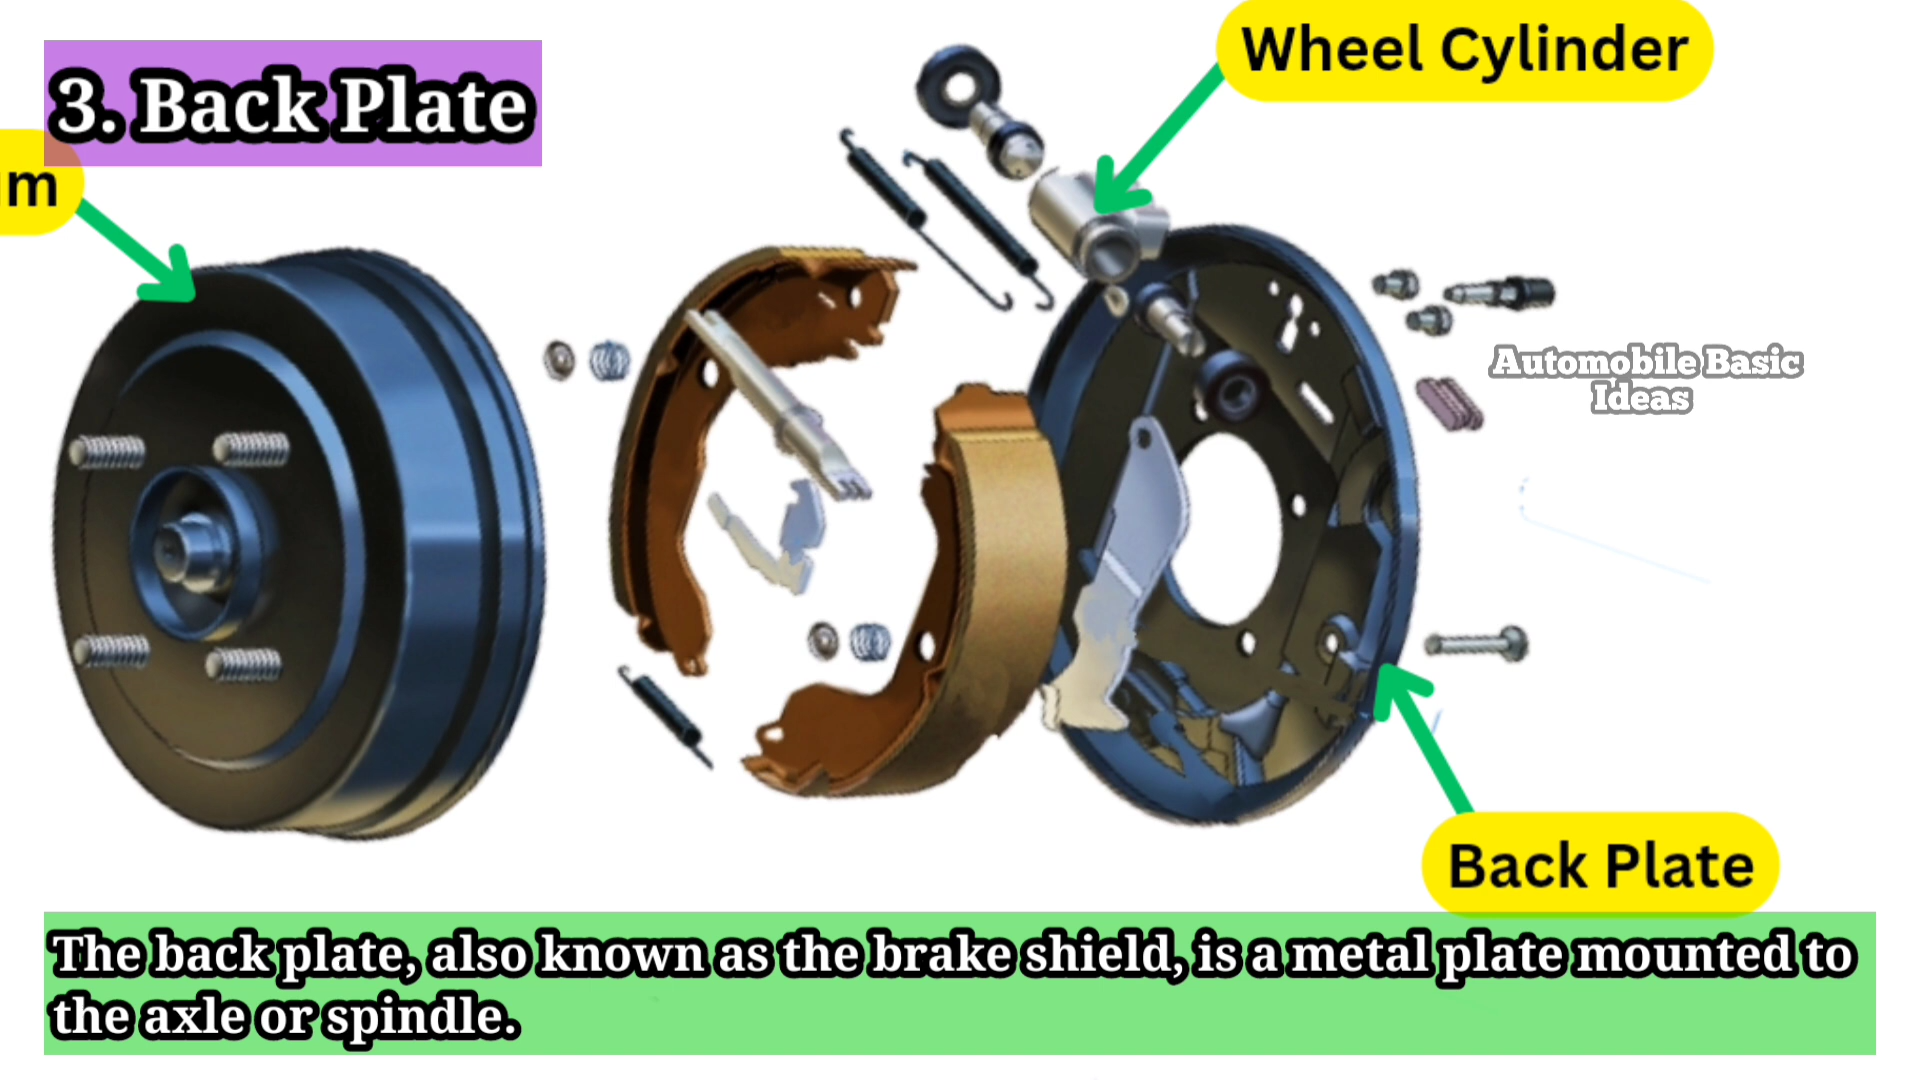 Wheel Cylinder
3. Back Plate
m
Automobile Basic
Ideas
Back Plate
The back plate, also known as the brake shield, is a metal plate mounted to
the axle or spindle.